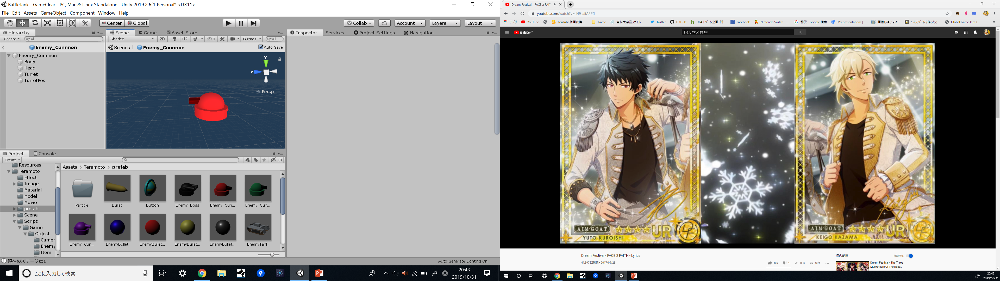 BattleTank - GameClear - PC, Mac & Linux Standalone - Unity 2019.2.6f1 Personal* <DX11>
File Edit Assets GameObject Component Window Help
Center Global
Collab Account Layers Layout
Hierarchy
Create All
Enemy_Cunnnon
Enemy_Cunnnon
Body
Head
Turret
TurretPos
Scene Game Asset Store
Shaded 2D 0 Gizmos All
Scenes | Enemy_Cunnnon Auto Save
y
z
Persp
Inspector Services Project Settings Navigation
Project Console
Create 10
Resources
Teramoto
Effect
Image
Material
Model
Movie
prefab
Scene
Script
Game
Object
Camer
Enemy
Item
Assets > Teramoto > prefab
Particle Bullet Button Enemy_Boss Enemy_Cun... Enemy_Cun...
Enemy_Cun... EnemyBullet EnemyBullet... EnemyBullet... EnemyBullet... EnemyTank
現在のステージは1
Auto Generate Lighting On
ここに入力して検索
20:43
2019/10/31
Dream Festival - FACE 2 FAIT
youtube.com/watch?v=-H9_a5APPfI
アプリ YouTube YouTube動画変換 -... Game 無料大容量ファイル... Twitter GitHub UE4｜ゲーム企画・開... Facebook Nintendo Switch｜... 翻訳 - Google 検索 My presentations |... 画像を縮小する! 1人でゲームを作ったと... Global Game Jam J...
YouTube JP
ドリフェス 曲 full
AIM GOAT UR
YUTO KUROISHI
DF
AIM GOAT UR
KEIGO KAZAMA
DF
Dream Festival - FACE 2 FAITH - Lyrics
41,397 回視聴・2017/09/28
406 4 共有 保存
次の動画 自動再生
Dream Festival - The Three
Musketeers Of The Rose...
20:43
2019/10/31